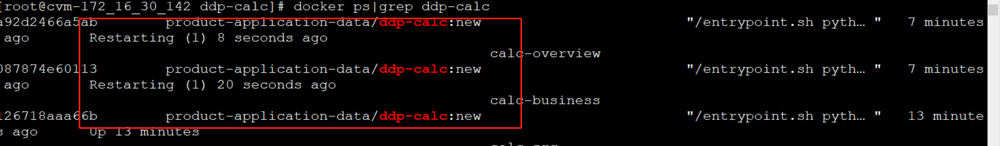 [root@cvm-172_16_30_142 ddp-calc]# docker ps|grep ddp-calc
a92d2466a5ab product-application-data/ddp-calc:new "/entrypoint.sh pyth… " 7 minutes
ago Restarting (1) 8 seconds ago
calc-overview
087874e60113 product-application-data/ddp-calc:new "/entrypoint.sh pyth… " 7 minutes
ago Restarting (1) 20 seconds ago
calc-business
126718aaa66b product-application-data/ddp-calc:new "/entrypoint.sh pyth… " 13 minute
s ago Up 13 minutes